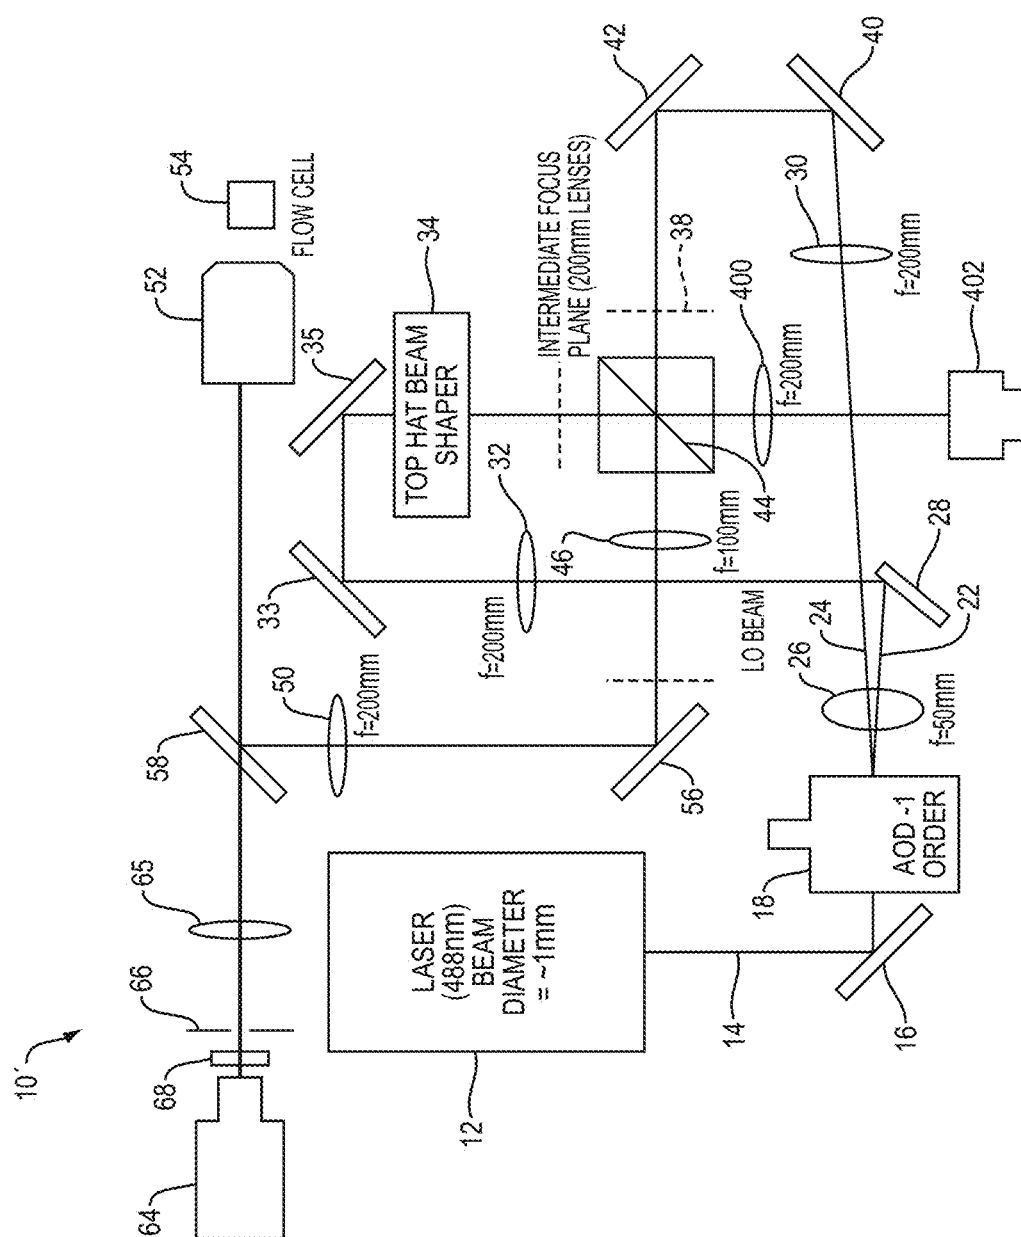 10′
64
68
66
65
58
50
f=200mm
33
35
52
54
FLOW CELL
34
TOP HAT BEAM
SHAPER
32
f=200mm
INTERMEDIATE FOCUS
PLANE (200mm LENSES)
38
42
40
30
f=200mm
400
f=200mm
402
44
46
f=100mm
28
22
24
LO BEAM
26
f=50mm
56
18
AOD -1
ORDER
12
LASER
(488nm)
BEAM
DIAMETER
= ~1mm
14
16